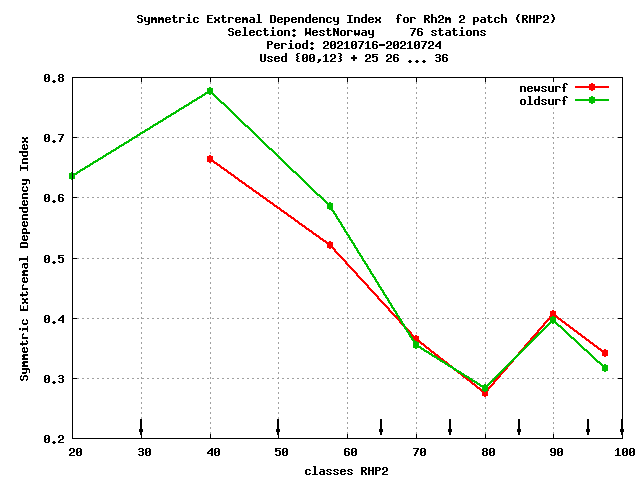 Symmetric Extremal Dependency Index  for Rh2m 2 patch (RHP2)
Selection: WestNorway     76 stations
Period: 20210716-20210724
Used {00,12} + 25 26 ... 36
newsurf
oldsurf
Symmetric Extremal Dependency Index
0.8
0.7
0.6
0.5
0.4
0.3
0.2
20 30 40 50 60 70 80 90 100
classes RHP2